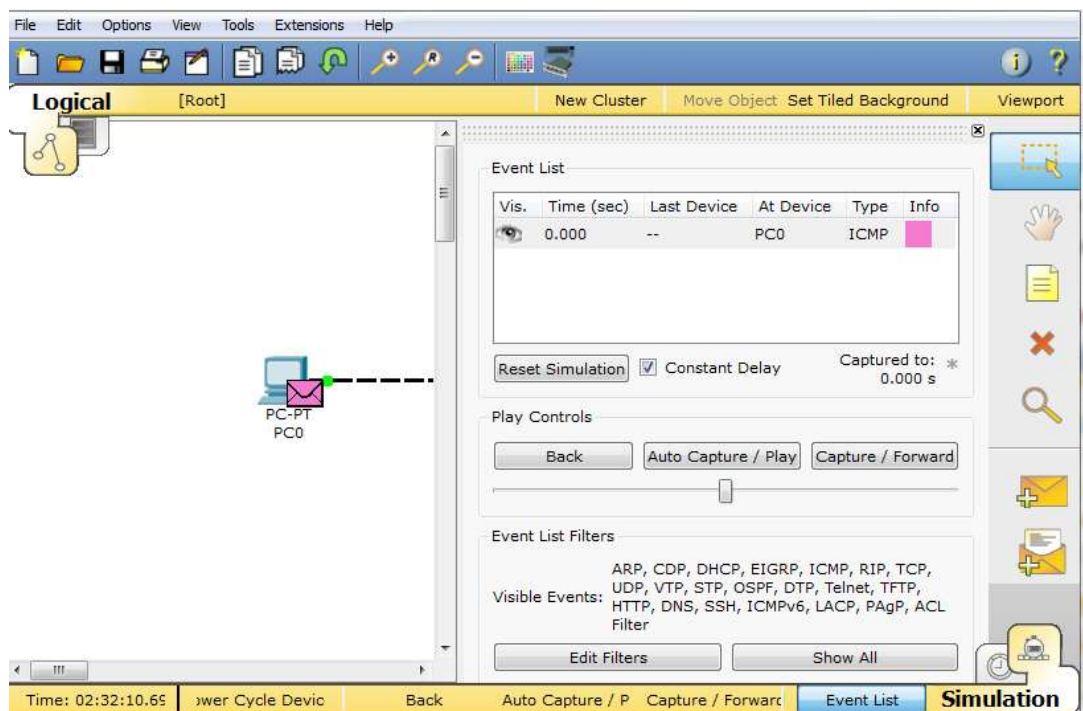 File Edit Options View Tools Extensions Help
Logical [Root] New Cluster Move Object Set Tiled Background Viewport
Event List
Vis. Time (sec) Last Device At Device Type Info
0.000 -- PC0 ICMP
Reset Simulation Constant Delay Captured to: *
0.000 s
PC-PT
PC0
Play Controls
Back Auto Capture / Play Capture / Forward
Event List Filters
Visible Events: ARP, CDP, DHCP, EIGRP, ICMP, RIP, TCP,
UDP, VTP, STP, OSPF, DTP, Telnet, TFTP,
HTTP, DNS, SSH, ICMPv6, LACP, PAgP, ACL
Filter
Edit Filters Show All
Time: 02:32:10.69 ower Cycle Devic Back Auto Capture / P Capture / Forward Event List Simulation